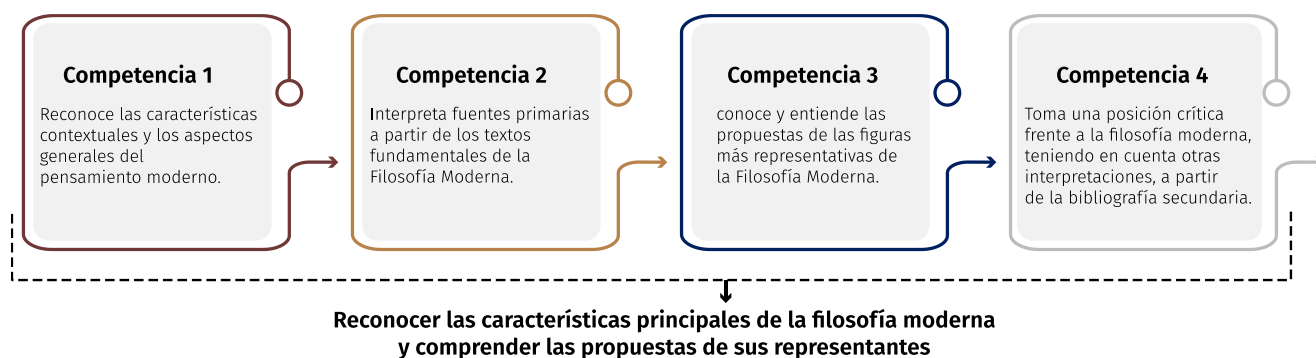 Competencia 1
Reconoce las características
contextuales y los aspectos
generales del
pensamiento moderno.
Competencia 2
Interpreta fuentes primarias
a partir de los textos
fundamentales de la
Filosofía Moderna.
Competencia 3
conoce y entiende las
propuestas de las figuras
más representativas de
la Filosofía Moderna.
Competencia 4
Toma una posición crítica
frente a la filosofía moderna,
teniendo en cuenta otras
interpretaciones, a partir
de la bibliografía secundaria.
Reconocer las características principales de la filosofía moderna
y comprender las propuestas de sus representantes